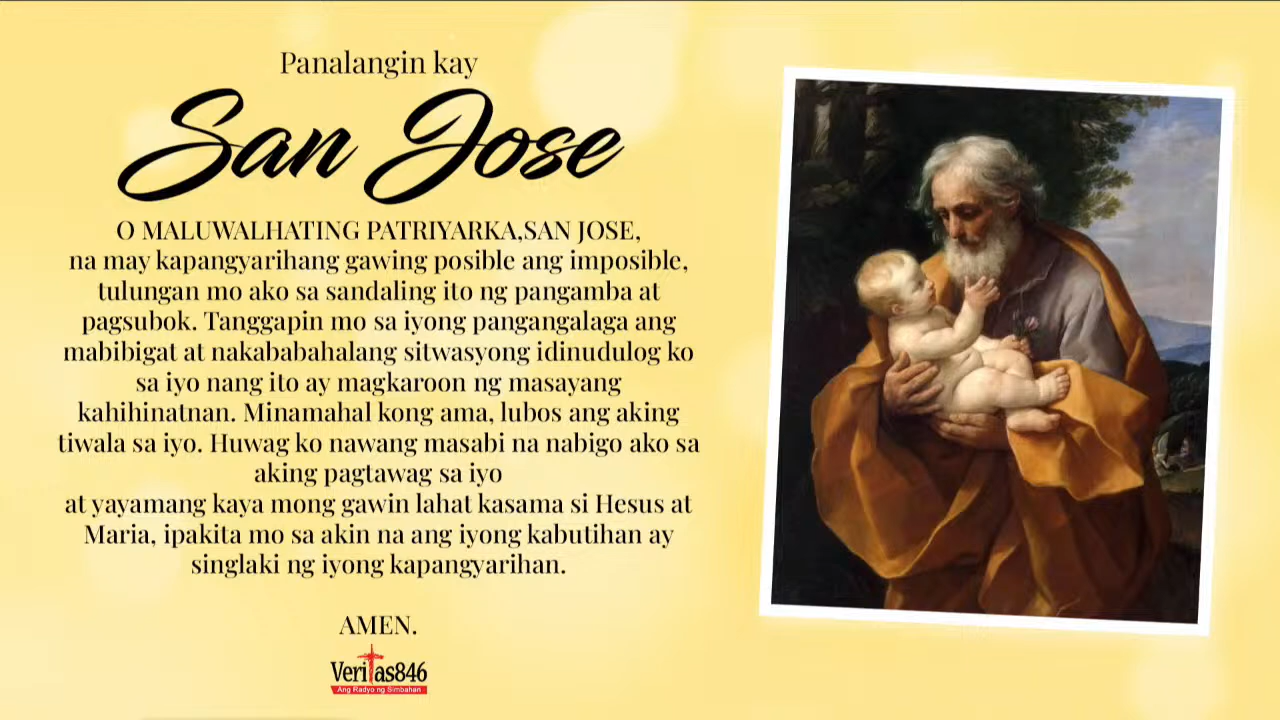 Panalangin kay
San Jose
O MALUWALHATING PATRIYARKA,SAN JOSE,
na may kapangyarihang gawing posible ang imposible,
tulungan mo ako sa sandaling ito ng pangamba at
pagsubok. Tanggapin mo sa iyong pangangalaga ang
mabibigat at nakababahalang sitwasyong idinudulog ko
sa iyo nang ito ay magkaroon ng masayang
kahihinatnan. Minamahal kong ama, lubos ang aking
tiwala sa iyo. Huwag ko nawang masabi na nabigo ako sa
aking pagtawag sa iyo
at yayamang kaya mong gawin lahat kasama si Hesus at
Maria, ipakita mo sa akin na ang iyong kabutihan ay
singlaki ng iyong kapangyarihan.
AMEN.
Veritas846
Ang Radyo ng Simbahan